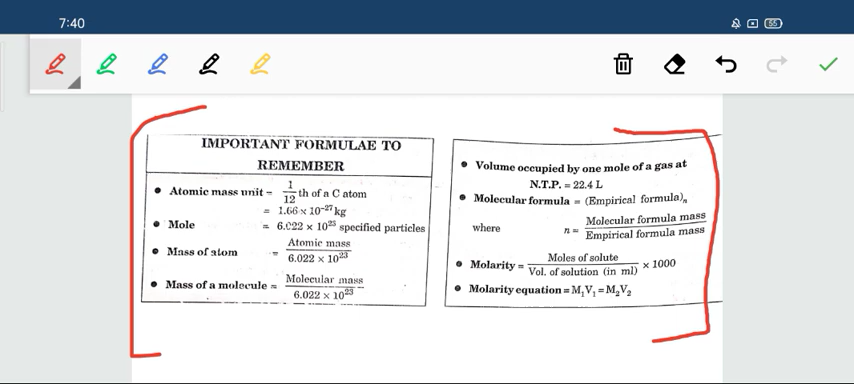 7:40
55
IMPORTANT FORMULAE TO
REMEMBER
• Atomic mass unit = 1/12 th of a C atom
= 1.66 × 10⁻²⁷ kg
• Mole = 6.022 × 10²³ specified particles
• Mass of atom = Atomic mass / 6.022 × 10²³
• Mass of a molecule = Molecular mass / 6.022 × 10²³
• Volume occupied by one mole of a gas at
N.T.P. = 22.4 L
• Molecular formula = (Empirical formula)ₙ
where n = Molecular formula mass / Empirical formula mass
• Molarity = Moles of solute / Vol. of solution (in ml) × 1000
• Molarity equation = M₁V₁ = M₂V₂